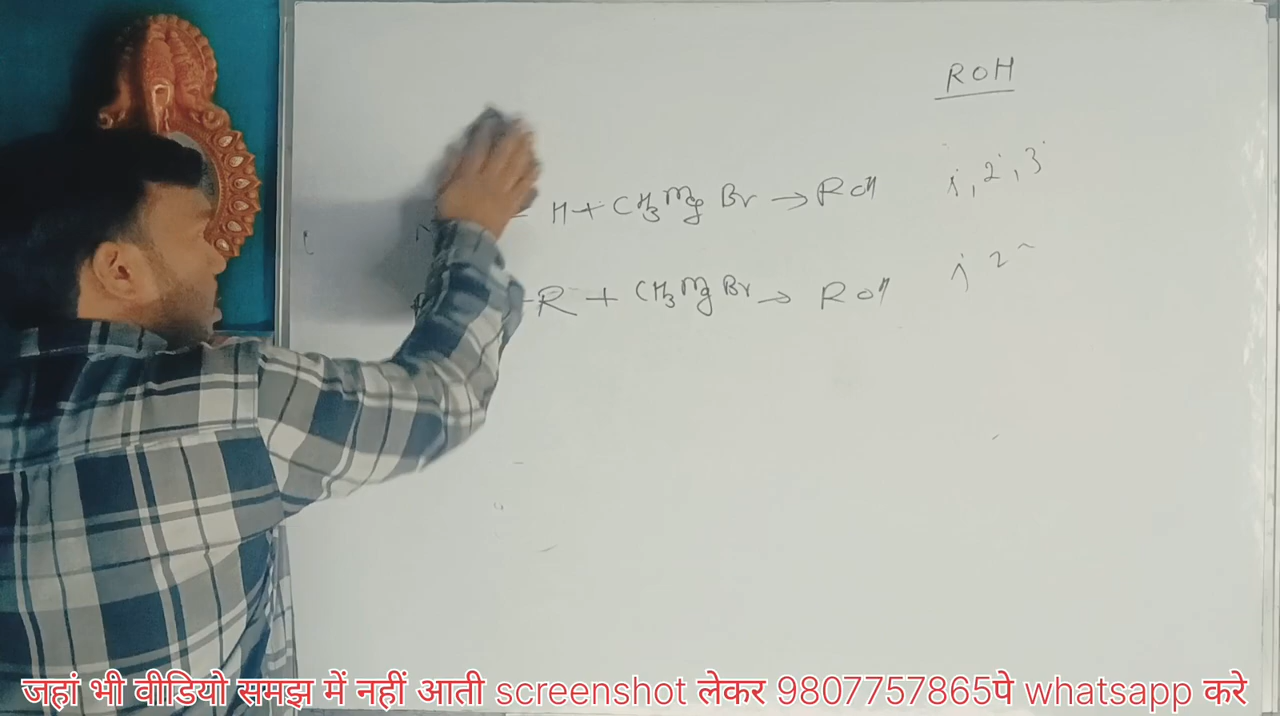 ROH
H + CH3MgBr → ROH 1°, 2°, 3°
-R + CH3MgBr → ROH 1° 2°
जहां भी वीडियो समझ में नहीं आती screenshot लेकर 9807757865पे whatsapp करे